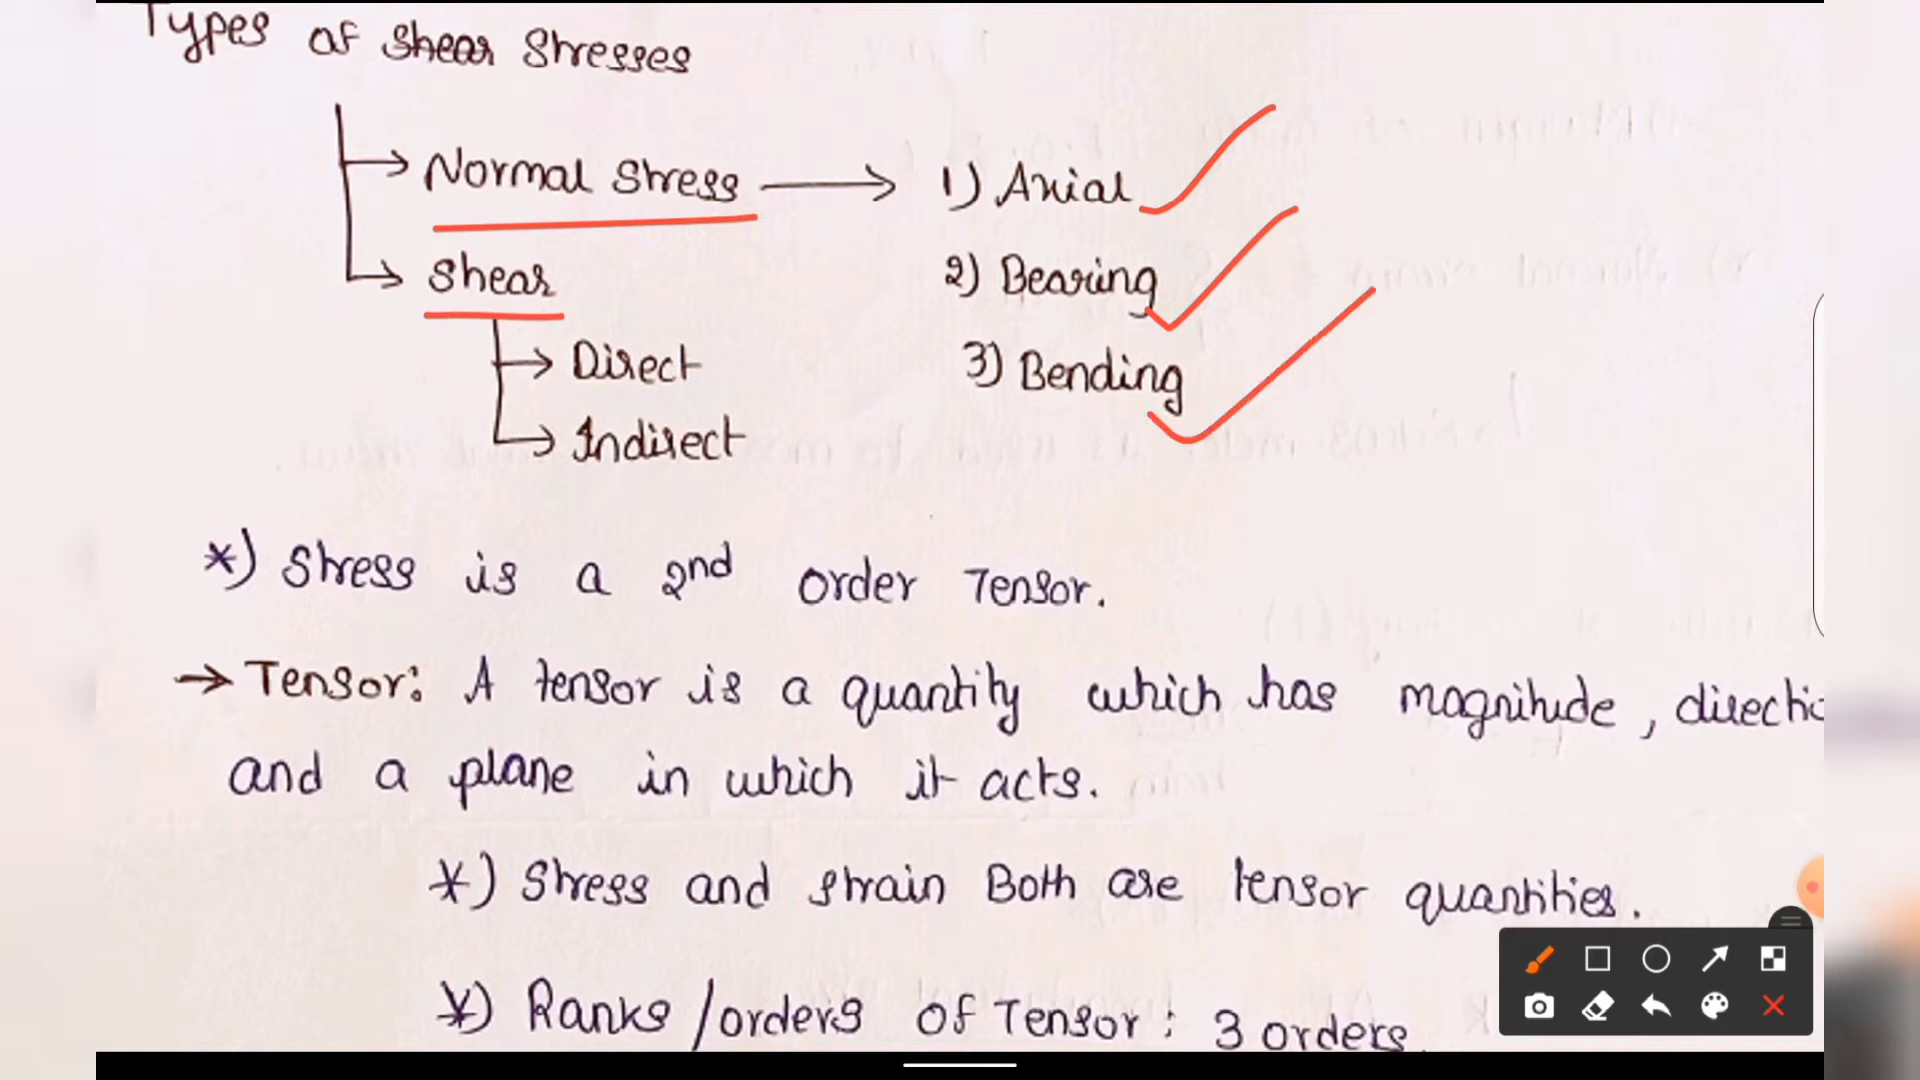 Types of Shear Stresses
Normal Stress → 1) Axial
2) Bearing
3) Bending
Shear
Direct
Indirect
*) Stress is a 2nd order Tensor.
→ Tensor: A tensor is a quantity which has magnitude, directio
and a plane in which it acts.
*) Stress and strain Both are tensor quantities.
*) Ranks/orders of Tensor: 3 orders.